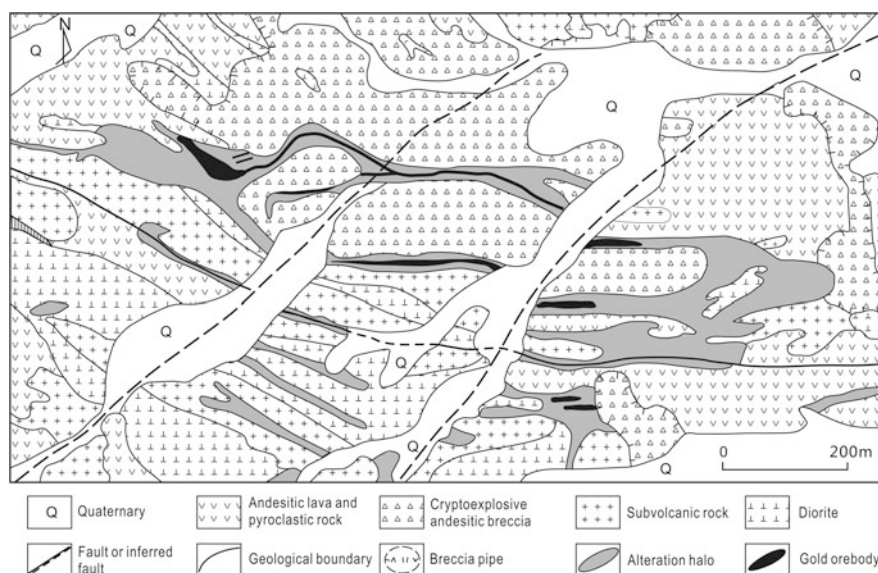 Q
Q
N
Q
Q
Q
Q
Q
Q
Q
0
200m
Q
Quaternary
Andesitic lava and
pyroclastic rock
Cryptoexplosive
andesitic breccia
Subvolcanic rock
Diorite
Fault or inferred
fault
Geological boundary
Breccia pipe
Alteration halo
Gold orebody